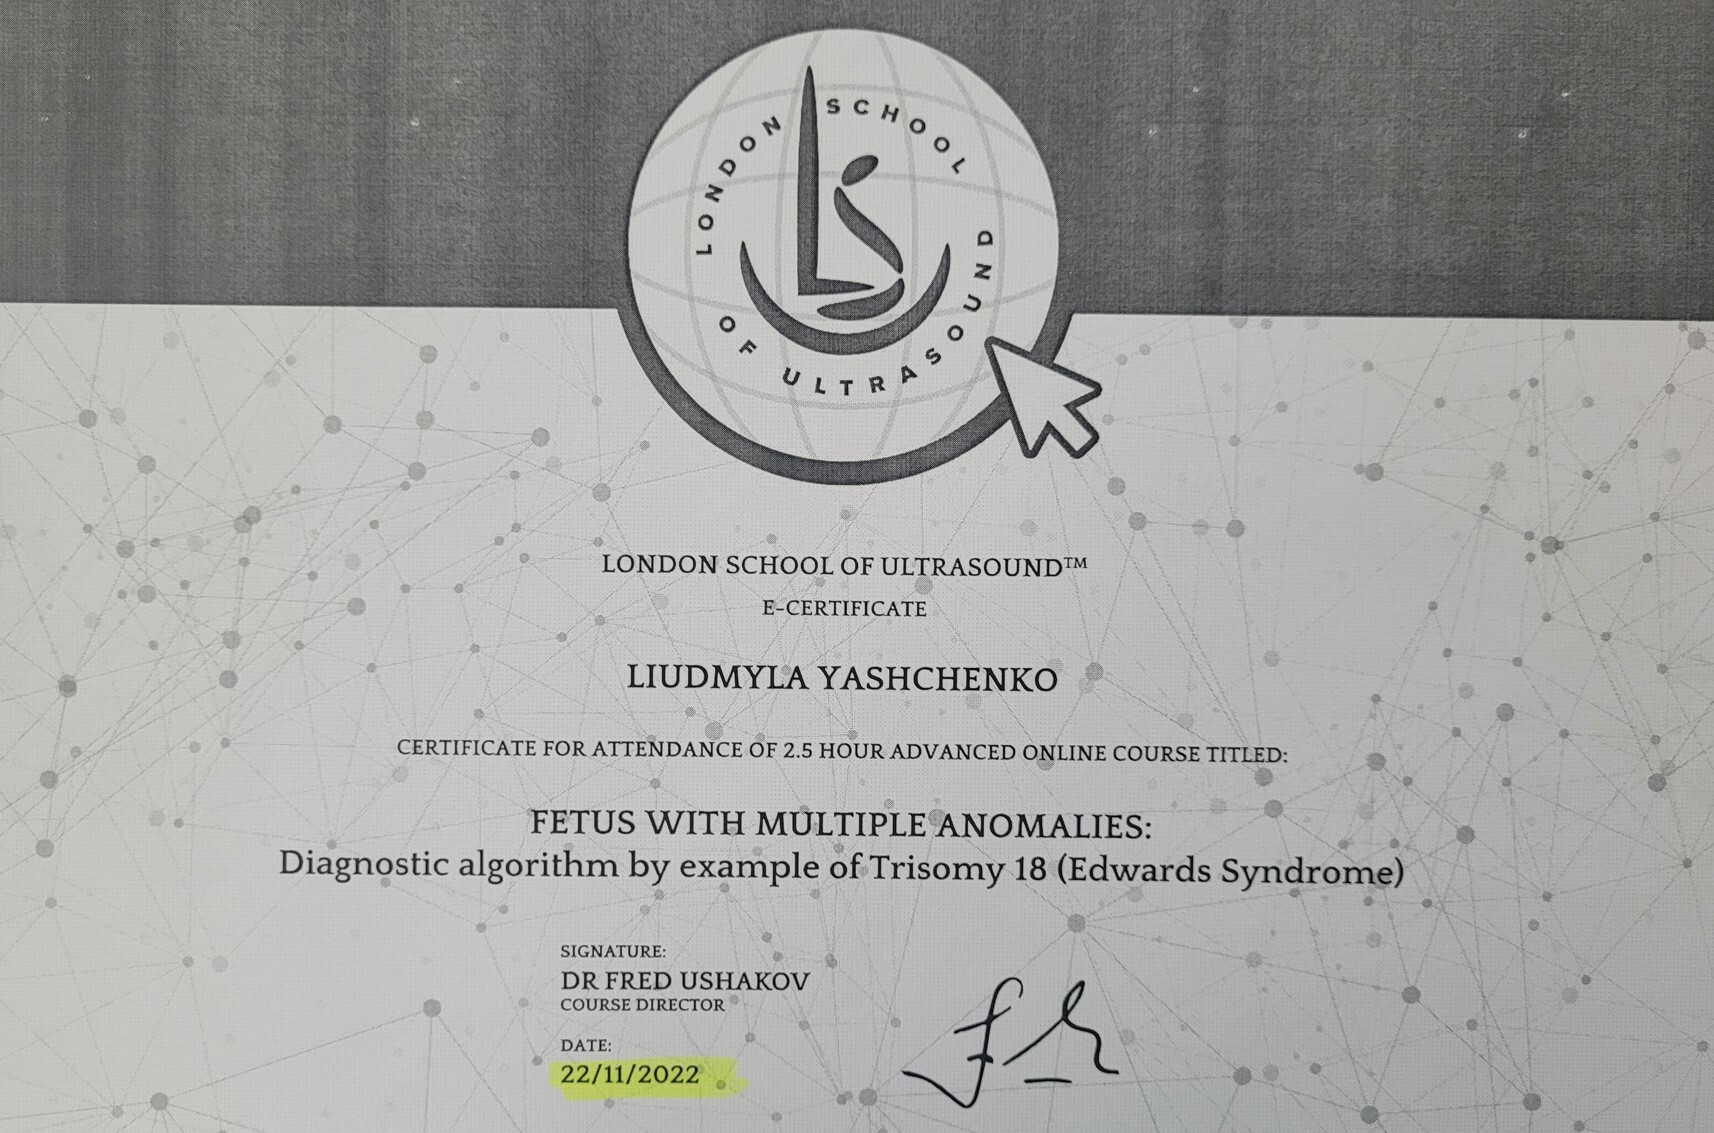 LONDON SCHOOL OF ULTRASOUND
LONDON SCHOOL OF ULTRASOUND™
E-CERTIFICATE
LIUDMYLA YASHCHENKO
CERTIFICATE FOR ATTENDANCE OF 2.5 HOUR ADVANCED ONLINE COURSE TITLED:
FETUS WITH MULTIPLE ANOMALIES:
Diagnostic algorithm by example of Trisomy 18 (Edwards Syndrome)
SIGNATURE:
DR FRED USHAKOV
COURSE DIRECTOR
DATE:
22/11/2022